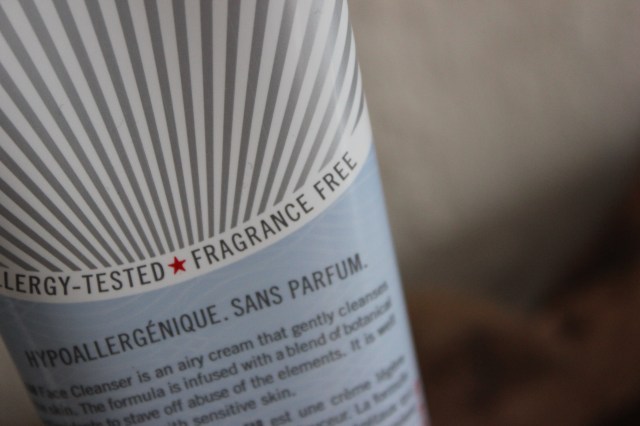 LLERGY-TESTED ★ FRAGRANCE FREE
HYPOALLERGÉNIQUE. SANS PARFUM.
Face Cleanser is an airy cream that gently cleanses
skin. The formula is infused with a blend of botanical
to stave off abuse of the elements. It is well
with sensitive skin.
est une crème légère
La formule